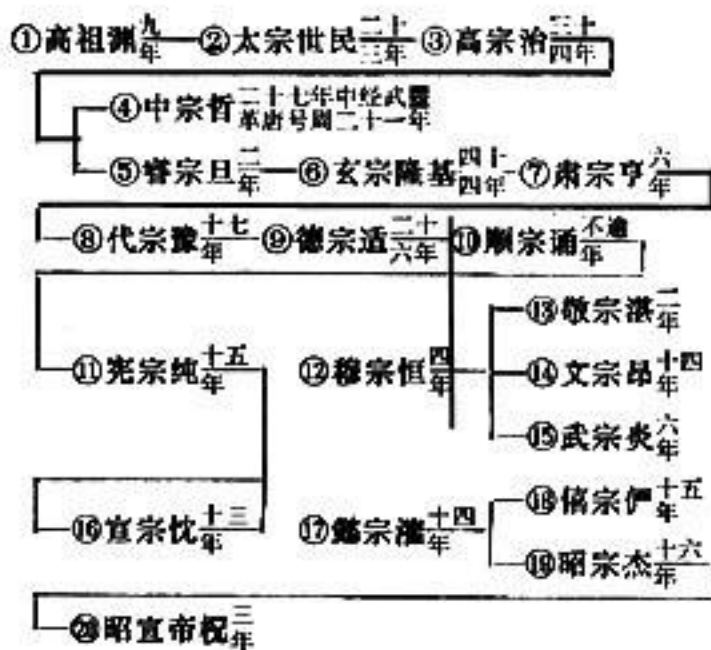 ①高祖渊九年 ②太宗世民二十三年 ③高宗治三十四年
④中宗哲二十七年中经武革唐号周二十一年
⑤睿宗旦二年 ⑥玄宗隆基四十四年 ⑦肃宗亨六年
⑧代宗豫十七年 ⑨德宗适二十六年 ⑩顺宗诵不逾年
⑬敬宗湛二年
⑪宪宗纯十五年 ⑫穆宗恒四年 ⑭文宗昂十四年
⑮武宗炎六年
⑯宣宗忱十三年 ⑰懿宗漼十四年 ⑱僖宗俨十五年
⑲昭宗杰十六年
⑳昭宣帝祝三年